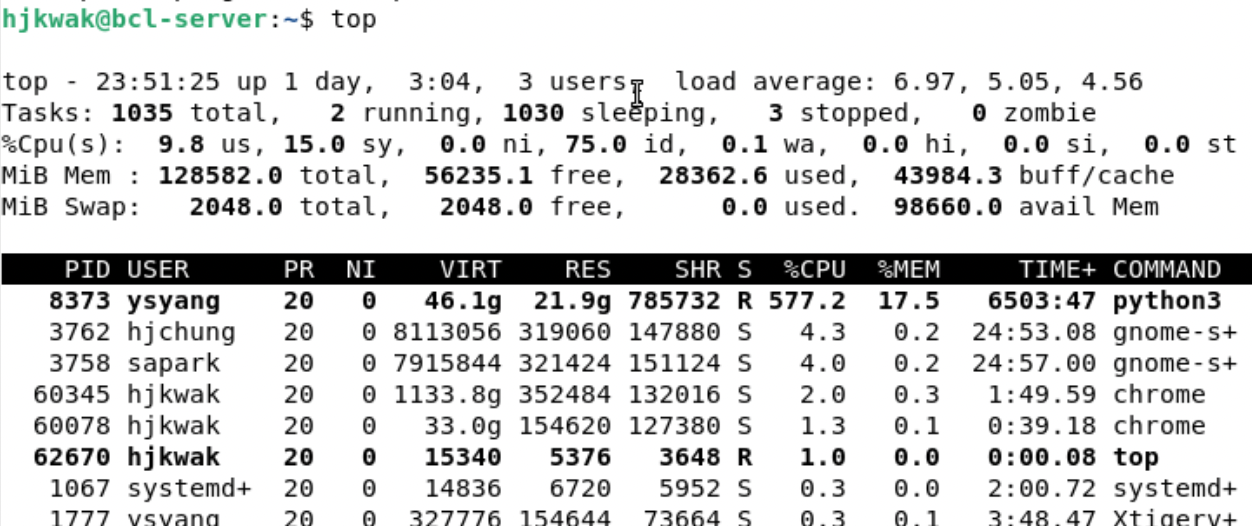 hjkwak@bcl-server:~$ top
top - 23:51:25 up 1 day,  3:04,  3 users,  load average: 6.97, 5.05, 4.56
Tasks: 1035 total,   2 running, 1030 sleeping,   3 stopped,   0 zombie
%Cpu(s):  9.8 us, 15.0 sy,  0.0 ni, 75.0 id,  0.1 wa,  0.0 hi,  0.0 si,  0.0 st
MiB Mem : 128582.0 total,  56235.1 free,  28362.6 used,  43984.3 buff/cache
MiB Swap:   2048.0 total,   2048.0 free,      0.0 used.  98660.0 avail Mem
PID USER      PR  NI    VIRT    RES    SHR S  %CPU  %MEM     TIME+ COMMAND
8373 ysyang    20   0   46.1g  21.9g 785732 R 577.2  17.5   6503:47 python3
3762 hjchung   20   0 8113056 319060 147880 S   4.3   0.2  24:53.08 gnome-s+
3758 sapark    20   0 7915844 321424 151124 S   4.0   0.2  24:57.00 gnome-s+
60345 hjkwak    20   0 1133.8g 352484 132016 S   2.0   0.3   1:49.59 chrome
60078 hjkwak    20   0   33.0g 154620 127380 S   1.3   0.1   0:39.18 chrome
62670 hjkwak    20   0   15340   5376   3648 R   1.0   0.0   0:00.08 top
1067 systemd+  20   0   14836   6720   5952 S   0.3   0.0   2:00.72 systemd+
1777 ysyang    20   0  327776 154644  73664 S   0.3   0.1   3:48.47 Xtigerv+